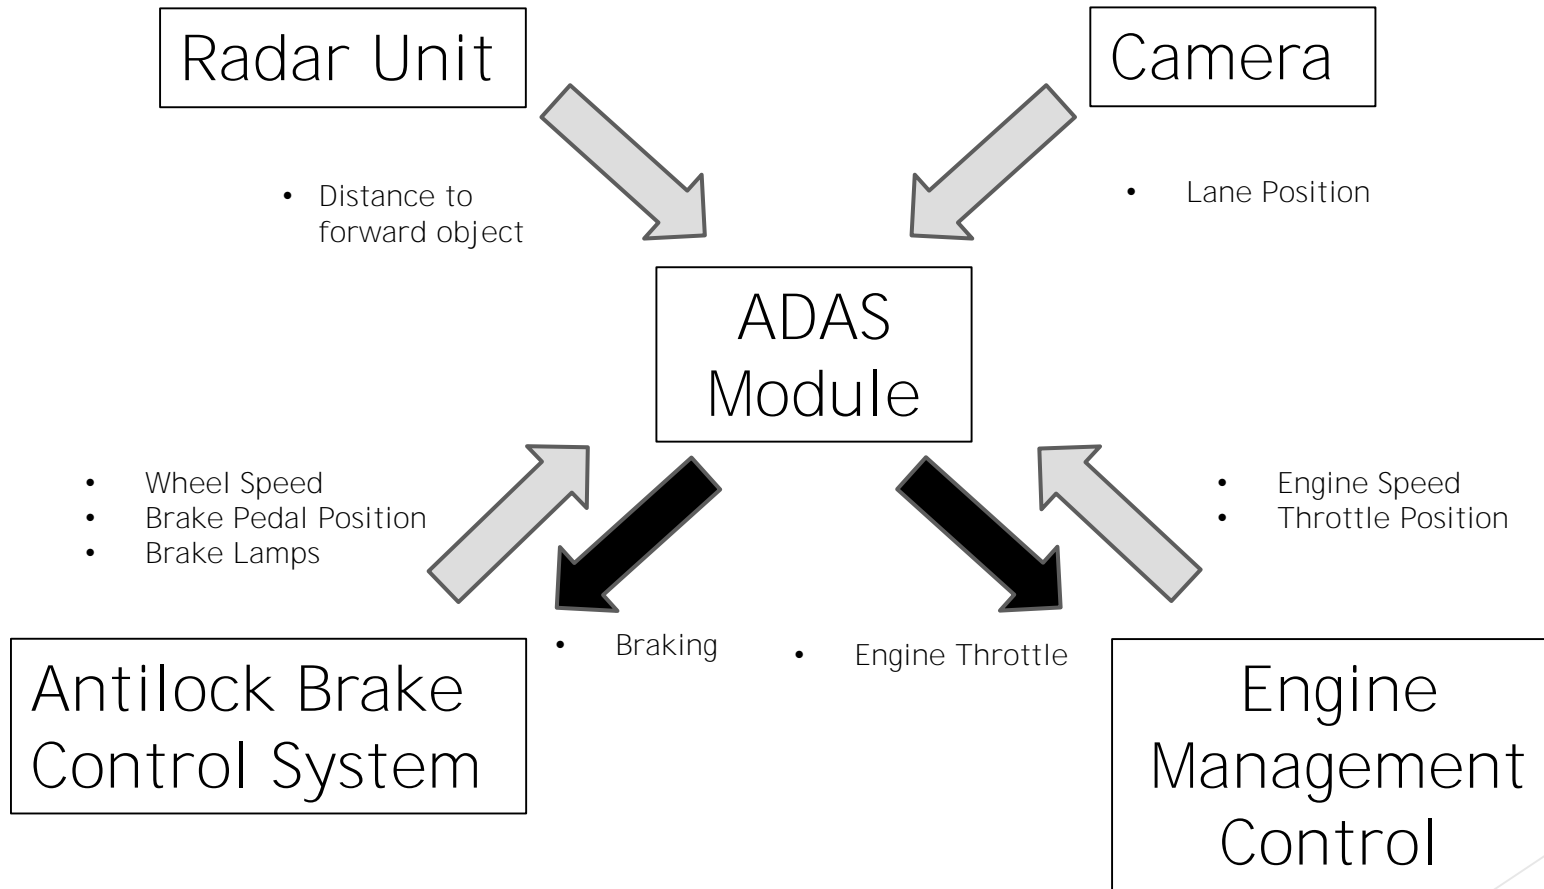 Radar Unit
Camera
• Distance to
forward object
• Lane Position
ADAS
Module
• Wheel Speed
• Brake Pedal Position
• Brake Lamps
• Engine Speed
• Throttle Position
• Braking
• Engine Throttle
Antilock Brake
Control System
Engine
Management
Control